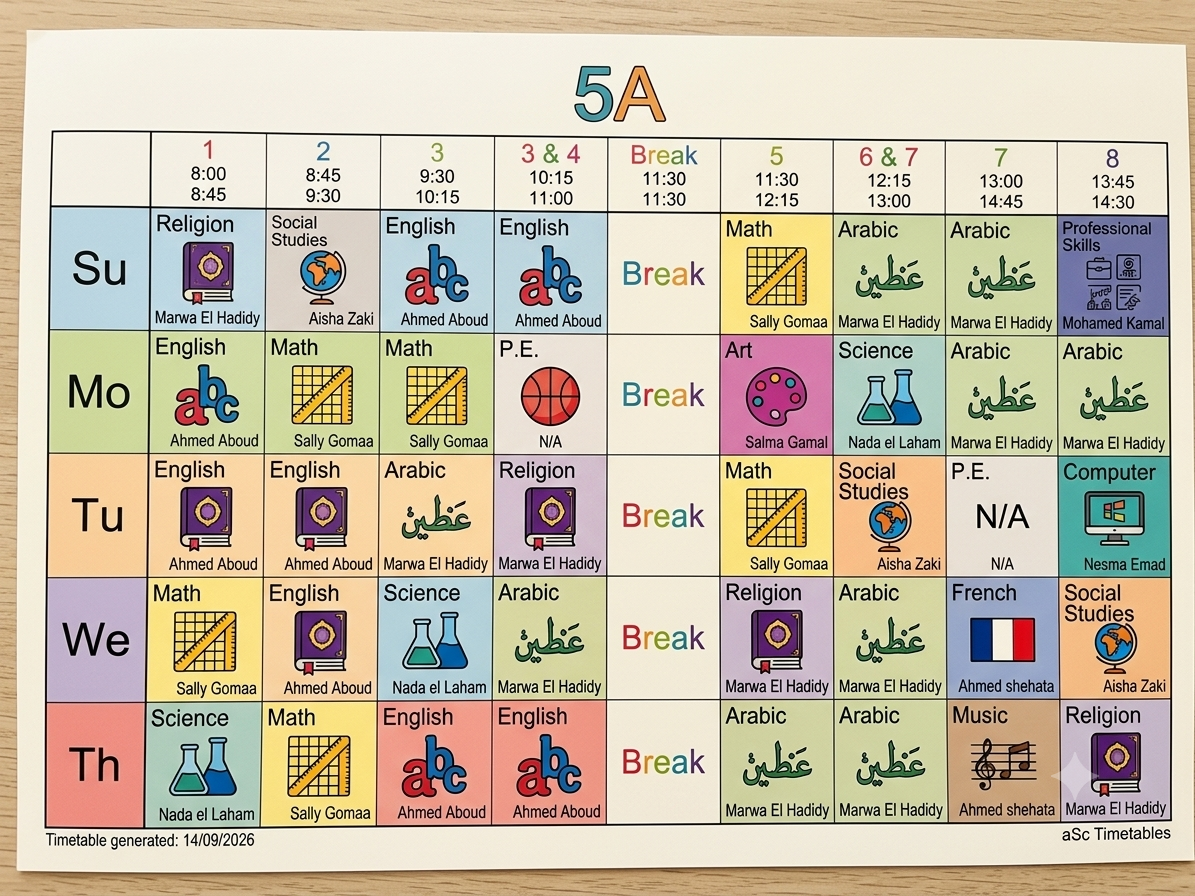 5A
1
8:00
8:45
2
8:45
9:30
3
9:30
10:15
3 & 4
10:15
11:00
Break
11:30
11:30
5
11:30
12:15
6 & 7
12:15
13:00
7
13:00
14:45
8
13:45
14:30
Su
Religion
Marwa El Hadidy
Social
Studies
Aisha Zaki
English
abc
Ahmed Aboud
English
abc
Ahmed Aboud
Break
Math
Sally Gomaa
Arabic
Marwa El Hadidy
Arabic
Marwa El Hadidy
Professional
Skills
Mohamed Kamal
Mo
English
abc
Ahmed Aboud
Math
Sally Gomaa
Math
Sally Gomaa
P.E.
N/A
Break
Art
Salma Gamal
Science
Nada el Laham
Arabic
Marwa El Hadidy
Arabic
Marwa El Hadidy
Tu
English
Ahmed Aboud
English
Ahmed Aboud
Arabic
Marwa El Hadidy
Religion
Marwa El Hadidy
Break
Math
Sally Gomaa
Social
Studies
Aisha Zaki
P.E.
N/A
N/A
Computer
Nesma Emad
We
Math
Sally Gomaa
English
Ahmed Aboud
Science
Nada el Laham
Arabic
Marwa El Hadidy
Break
Religion
Marwa El Hadidy
Arabic
Marwa El Hadidy
French
Ahmed shehata
Social
Studies
Aisha Zaki
Th
Science
Nada el Laham
Math
Sally Gomaa
English
abc
Ahmed Aboud
English
abc
Ahmed Aboud
Break
Arabic
Marwa El Hadidy
Arabic
Marwa El Hadidy
Music
Ahmed shehata
Religion
Marwa El Hadidy
Timetable generated: 14/09/2026
aSc Timetables